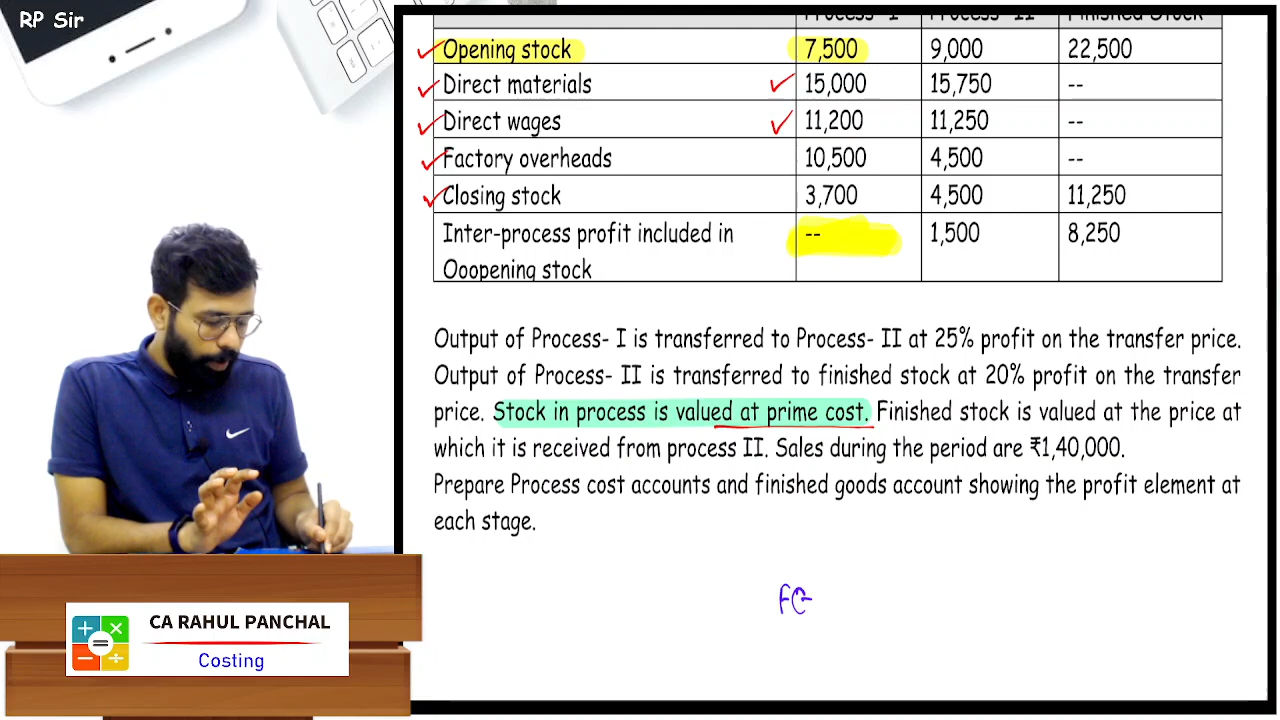 RP Sir
Process- I Process- II Finished Stock
Opening stock 7,500 9,000 22,500
Direct materials 15,000 15,750 --
Direct wages 11,200 11,250 --
Factory overheads 10,500 4,500 --
Closing stock 3,700 4,500 11,250
Inter-process profit included in -- 1,500 8,250
Ooopening stock
Output of Process- I is transferred to Process- II at 25% profit on the transfer price.
Output of Process- II is transferred to finished stock at 20% profit on the transfer
price. Stock in process is valued at prime cost. Finished stock is valued at the price at
which it is received from process II. Sales during the period are ₹1,40,000.
Prepare Process cost accounts and finished goods account showing the profit element at
each stage.
CA RAHUL PANCHAL
Costing